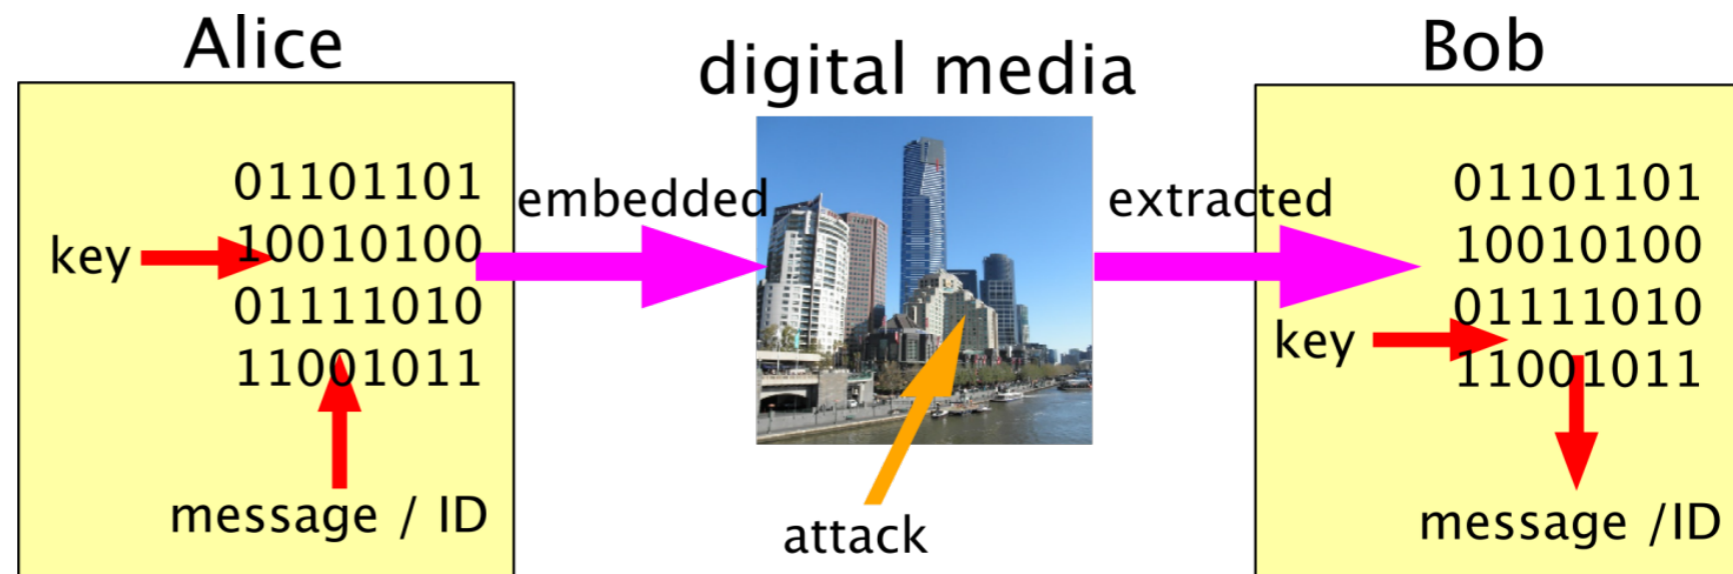 Alice
01101101
10010100
01111010
11001011
key
message / ID
embedded
digital media
attack
extracted
Bob
01101101
10010100
01111010
11001011
key
message /ID